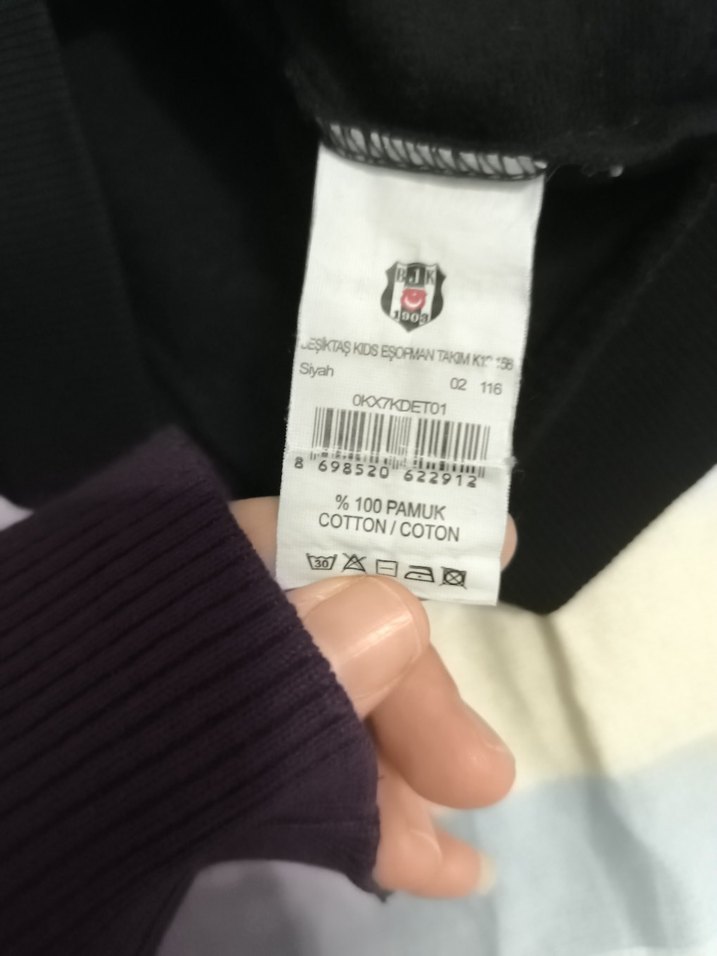 BJK
1903
BEŞİKTAŞ KIDS EŞOFMAN TAKIM
Siyah 02 116
0KX7KDET01
8 698520 622912
% 100 PAMUK
COTTON / COTON
30